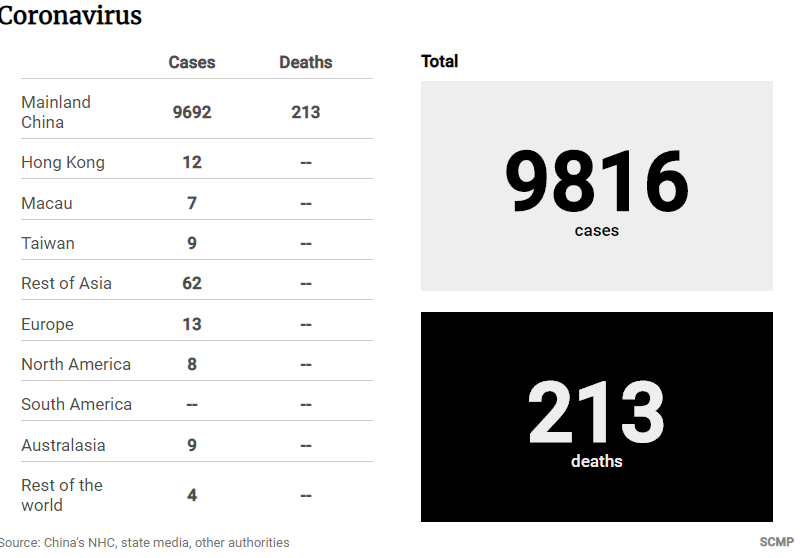 Coronavirus
Cases Deaths
Mainland
China 9692 213
Hong Kong 12 --
Macau 7 --
Taiwan 9 --
Rest of Asia 62 --
Europe 13 --
North America 8 --
South America -- --
Australasia 9 --
Rest of the
world 4 --
Total
9816
cases
213
deaths
Source: China's NHC, state media, other authorities
SCMP